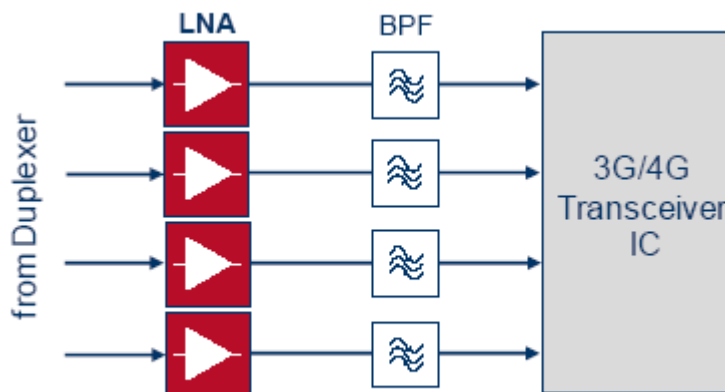 LNA
BPF
from Duplexer
3G/4G
Transceiver
IC